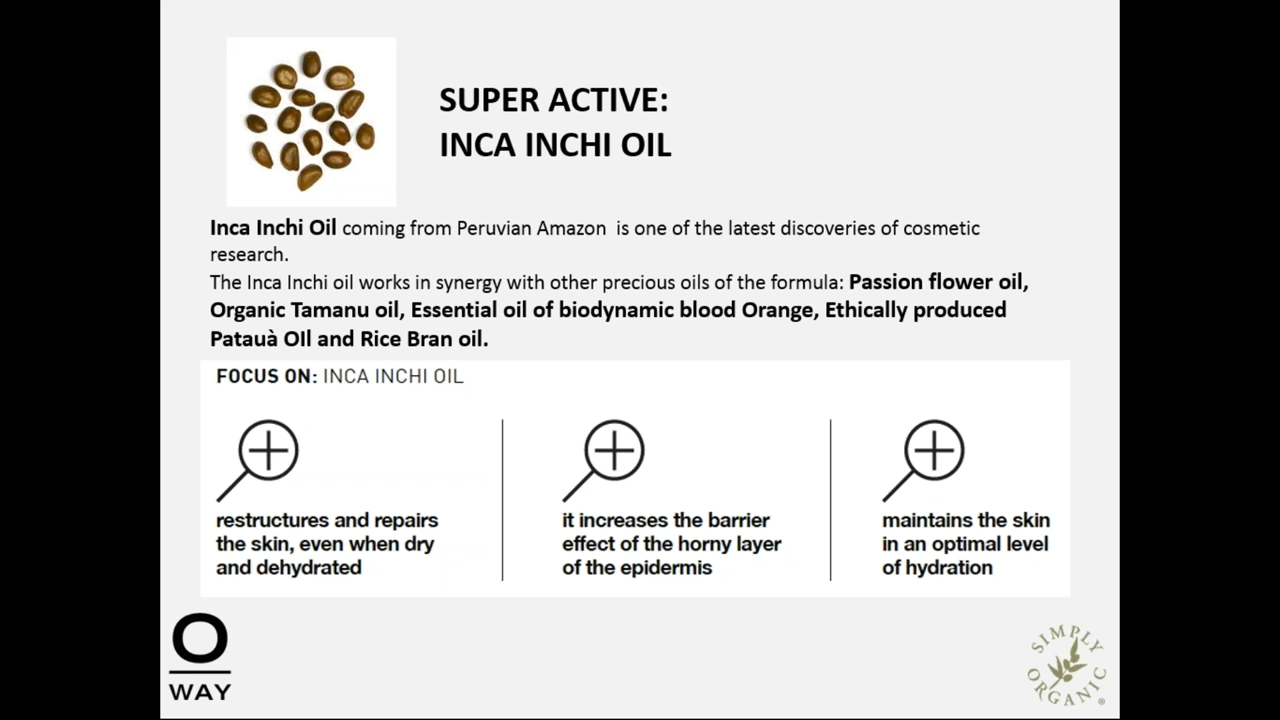 SUPER ACTIVE:
INCA INCHI OIL
Inca Inchi Oil coming from Peruvian Amazon is one of the latest discoveries of cosmetic
research.
The Inca Inchi oil works in synergy with other precious oils of the formula: Passion flower oil,
Organic Tamanu oil, Essential oil of biodynamic blood Orange, Ethically produced
Patauà OIl and Rice Bran oil.
FOCUS ON: INCA INCHI OIL
restructures and repairs
the skin, even when dry
and dehydrated
it increases the barrier
effect of the horny layer
of the epidermis
maintains the skin
in an optimal level
of hydration
O
WAY
SIMPLY
ORGANIC®